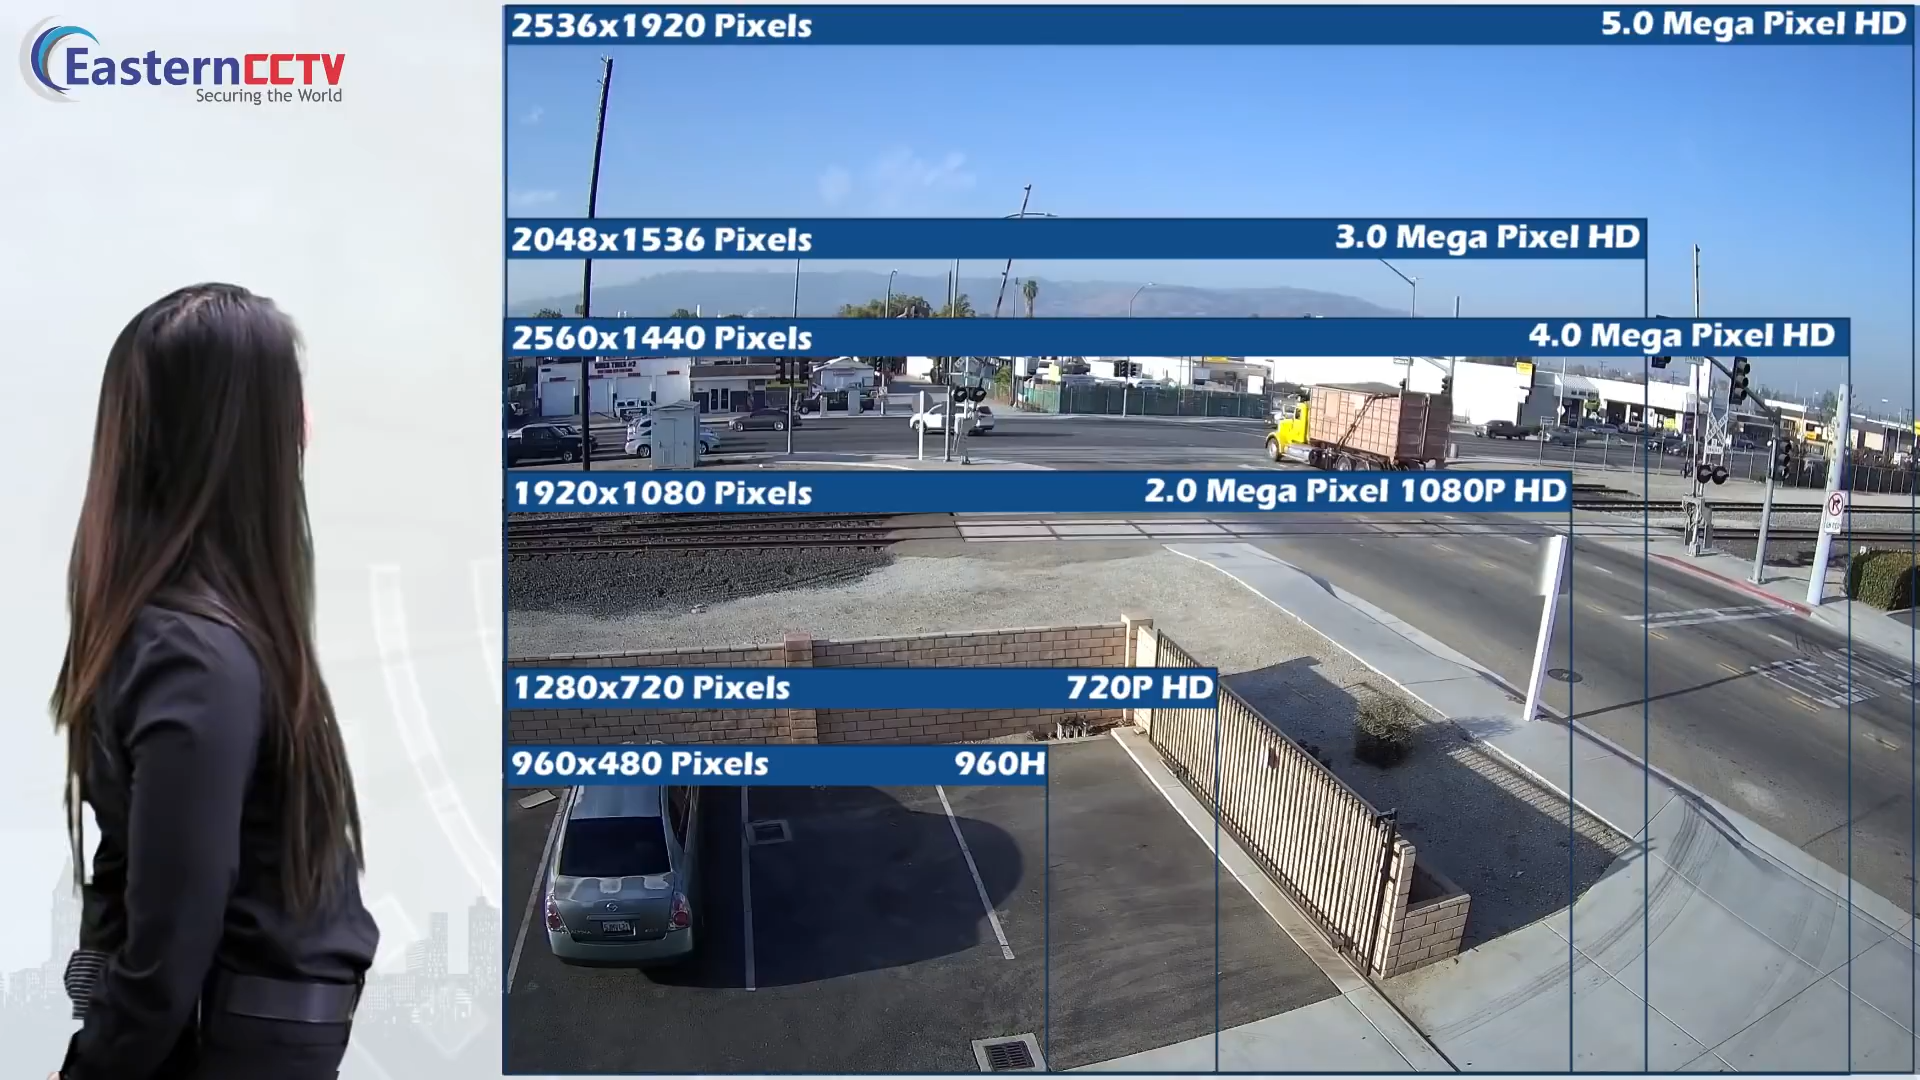 EasternCCTV
Securing the World
2536x1920 Pixels 5.0 Mega Pixel HD
2048x1536 Pixels 3.0 Mega Pixel HD
2560x1440 Pixels 4.0 Mega Pixel HD
1920x1080 Pixels 2.0 Mega Pixel 1080P HD
1280x720 Pixels 720P HD
960x480 Pixels 960H